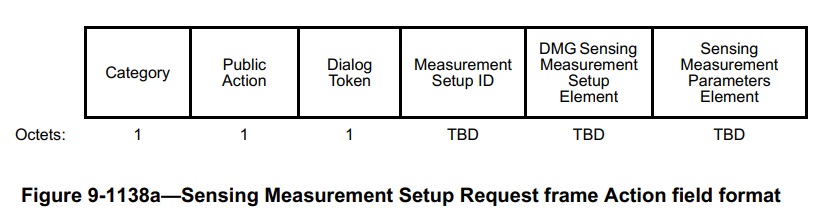 Category
Public
Action
Dialog
Token
Measurement
Setup ID
DMG Sensing
Measurement
Setup
Element
Sensing
Measurement
Parameters
Element
Octets: 1 1 1 TBD TBD TBD
Figure 9-1138a—Sensing Measurement Setup Request frame Action field format